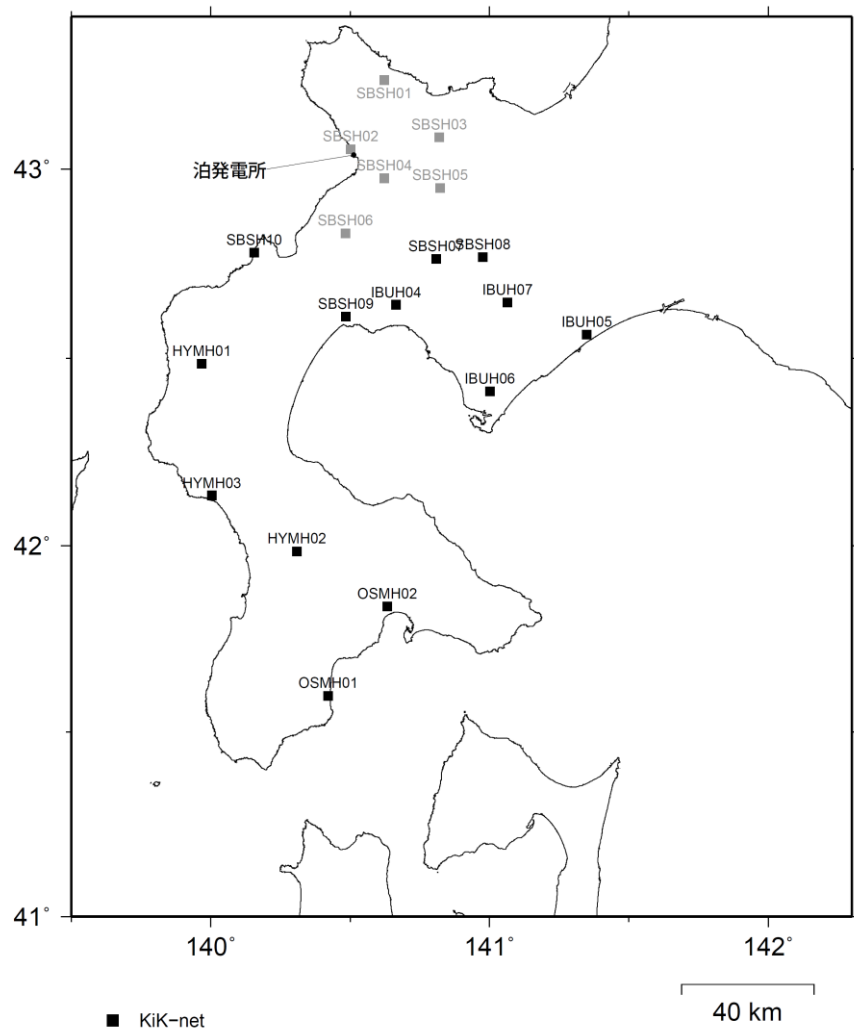 SBSH01
SBSH03
SBSH02
43°
泊発電所
SBSH04
SBSH05
SBSH06
SBSH10
SBSH07
SBSH08
IBUH04
IBUH07
SBSH09
IBUH05
HYMH01
IBUH06
HYMH03
42°
HYMH02
OSMH02
OSMH01
41°
140°
141°
142°
KiK−net
40 km